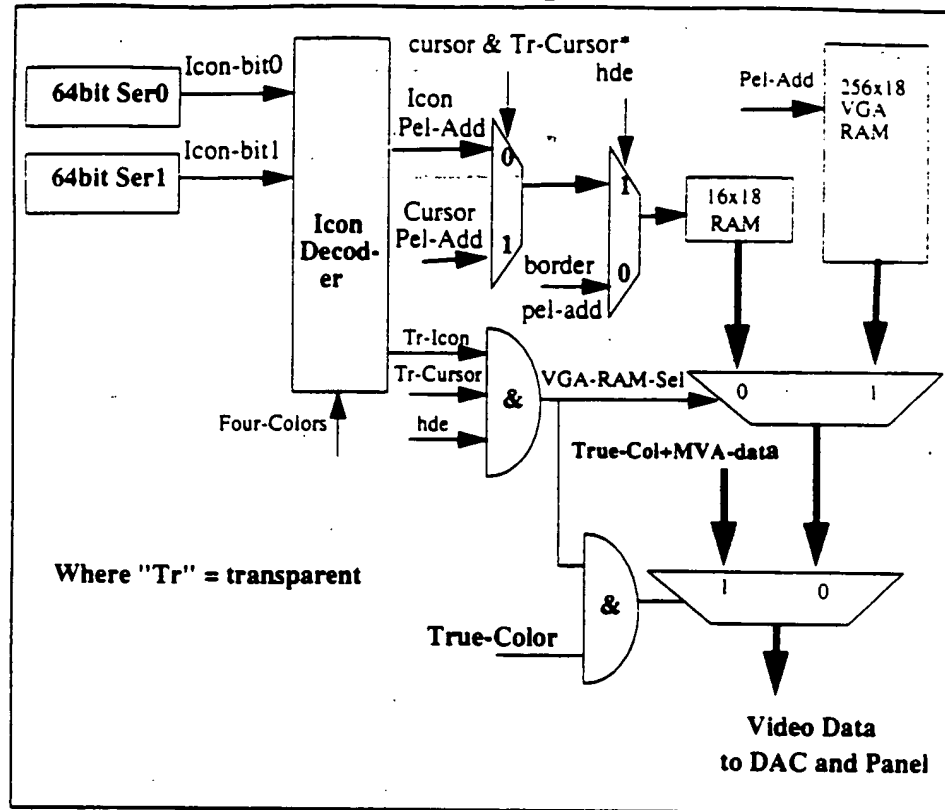 cursor & Tr-Cursor*
hde
64bit Ser0
Icon-bit0
64bit Ser1
Icon-bit1
Icon
Decod-
er
Icon
Pel-Add
0
1
Cursor
Pel-Add
1
0
border
pel-add
Pel-Add
256x18
VGA
RAM
16x18
RAM
Tr-Icon
Tr-Cursor
hde
&
VGA-RAM-Sel
0
1
Four-Colors
True-Col+MVA-data
Where "Tr" = transparent
True-Color
&
1
0
Video Data
to DAC and Panel